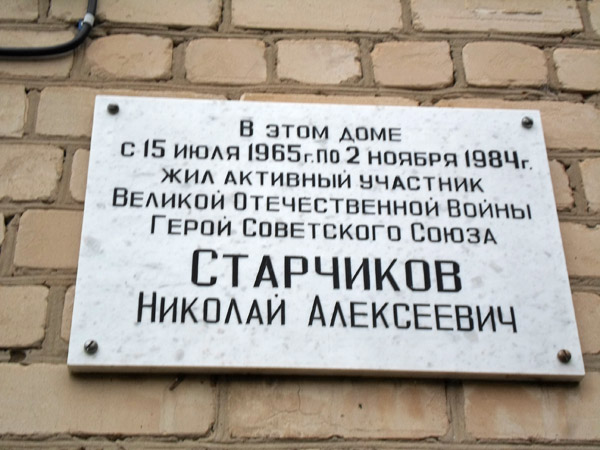 В этом доме
с 15 июля 1965г. по 2 ноября 1984г.
жил активный участник
Великой Отечественной Войны
Герой Советского Союза
Старчиков
Николай Алексеевич